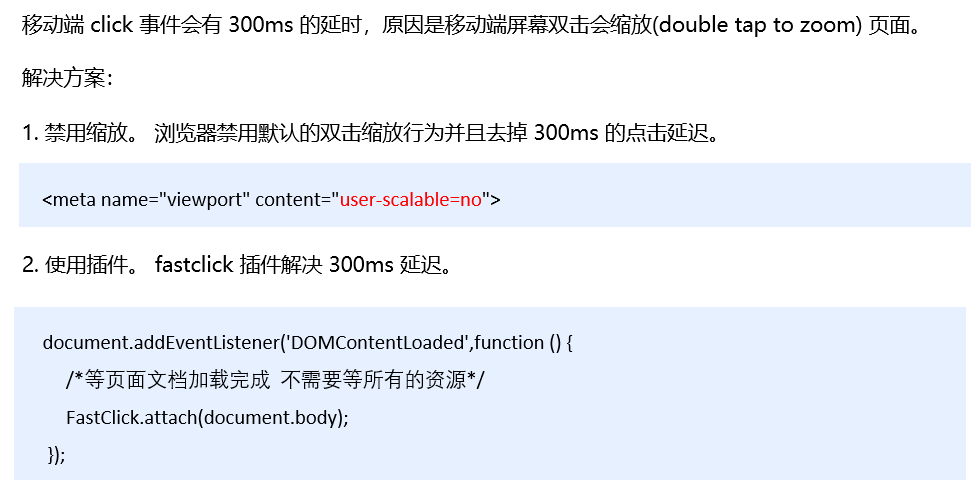 移动端 click 事件会有 300ms 的延时，原因是移动端屏幕双击会缩放(double tap to zoom) 页面。
解决方案：
1. 禁用缩放。 浏览器禁用默认的双击缩放行为并且去掉 300ms 的点击延迟。
<meta name="viewport" content="user-scalable=no">
2. 使用插件。 fastclick 插件解决 300ms 延迟。
document.addEventListener('DOMContentLoaded',function () {
/*等页面文档加载完成 不需要等所有的资源*/
FastClick.attach(document.body);
});